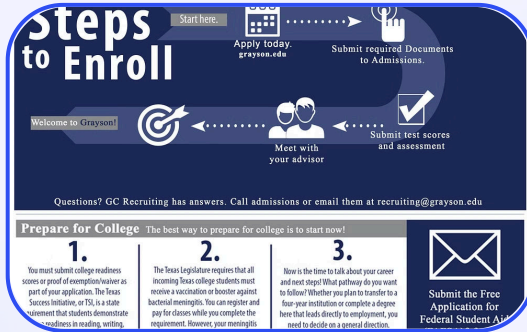 Steps
to Enroll
Start here.
Apply today.
grayson.edu
Submit required Documents
to Admissions.
Submit test scores
and assessment
Meet with
your advisor
Welcome to Grayson!
Questions? GC Recruiting has answers. Call admissions or email them at recruiting@grayson.edu
Prepare for College The best way to prepare for college is to start now!
1.
You must submit college readiness
scores or proof of exemption/waiver as
part of your application. The Texas
Success Initiative, or TSI, is a state
requirement that students demonstrate
readiness in reading, writing,
2.
The Texas Legislature requires that all
incoming Texas college students must
receive a vaccination or booster against
bacterial meningitis. You can register and
pay for classes while you complete the
requirement. However, your meningitis
3.
Now is the time to talk about your career
and next steps! What pathway do you want
to follow? Whether you plan to transfer to a
four-year institution or complete a degree
here that leads directly to employment, you
need to decide on a general direction.
Submit the Free
Application for
Federal Student Aid